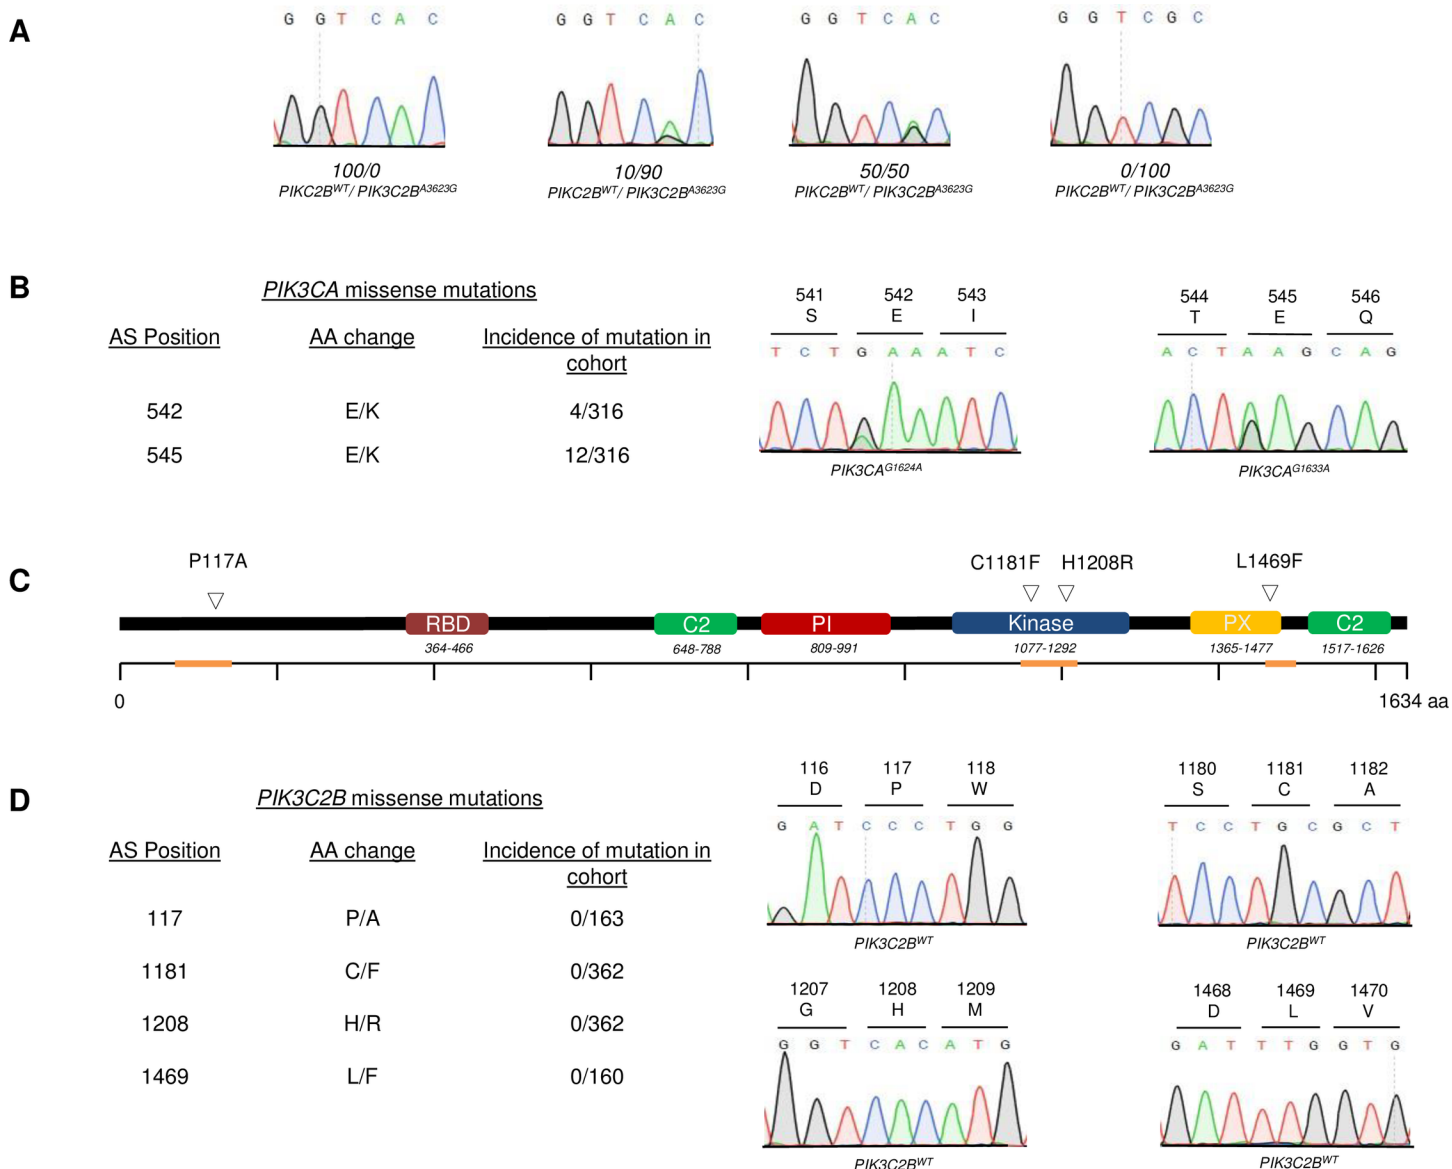 A
G G T C A C
G G T C A C
G G T C A C
G G T C G C
100/0
10/90
50/50
0/100
PIKC2B^WT/ PIK3C2B^A3623G
PIKC2B^WT/ PIK3C2B^A3623G
PIKC2B^WT/ PIK3C2B^A3623G
PIKC2B^WT/ PIK3C2B^A3623G
B
PIK3CA missense mutations
AS Position AA change Incidence of mutation in
cohort
542 E/K 4/316
545 E/K 12/316
541 542 543
S E I
T C T G A A A T C
PIK3CA^G1624A
544 545 546
T E Q
A C T A A G C A G
PIK3CA^G1633A
C
P117A C1181F H1208R L1469F
RBD C2 PI Kinase PX C2
364-466 648-788 809-991 1077-1292 1365-1477 1517-1626
0 1634 aa
D
PIK3C2B missense mutations
AS Position AA change Incidence of mutation in
cohort
117 P/A 0/163
1181 C/F 0/362
1208 H/R 0/362
1469 L/F 0/160
116 117 118
D P W
G A T C C C T G G
PIK3C2B^WT
1180 1181 1182
S C A
T C C T G C G C T
PIK3C2B^WT
1207 1208 1209
G H M
G G T C A C A T G
PIK3C2B^WT
1468 1469 1470
D L V
G A T T T G G T G
PIK3C2B^WT